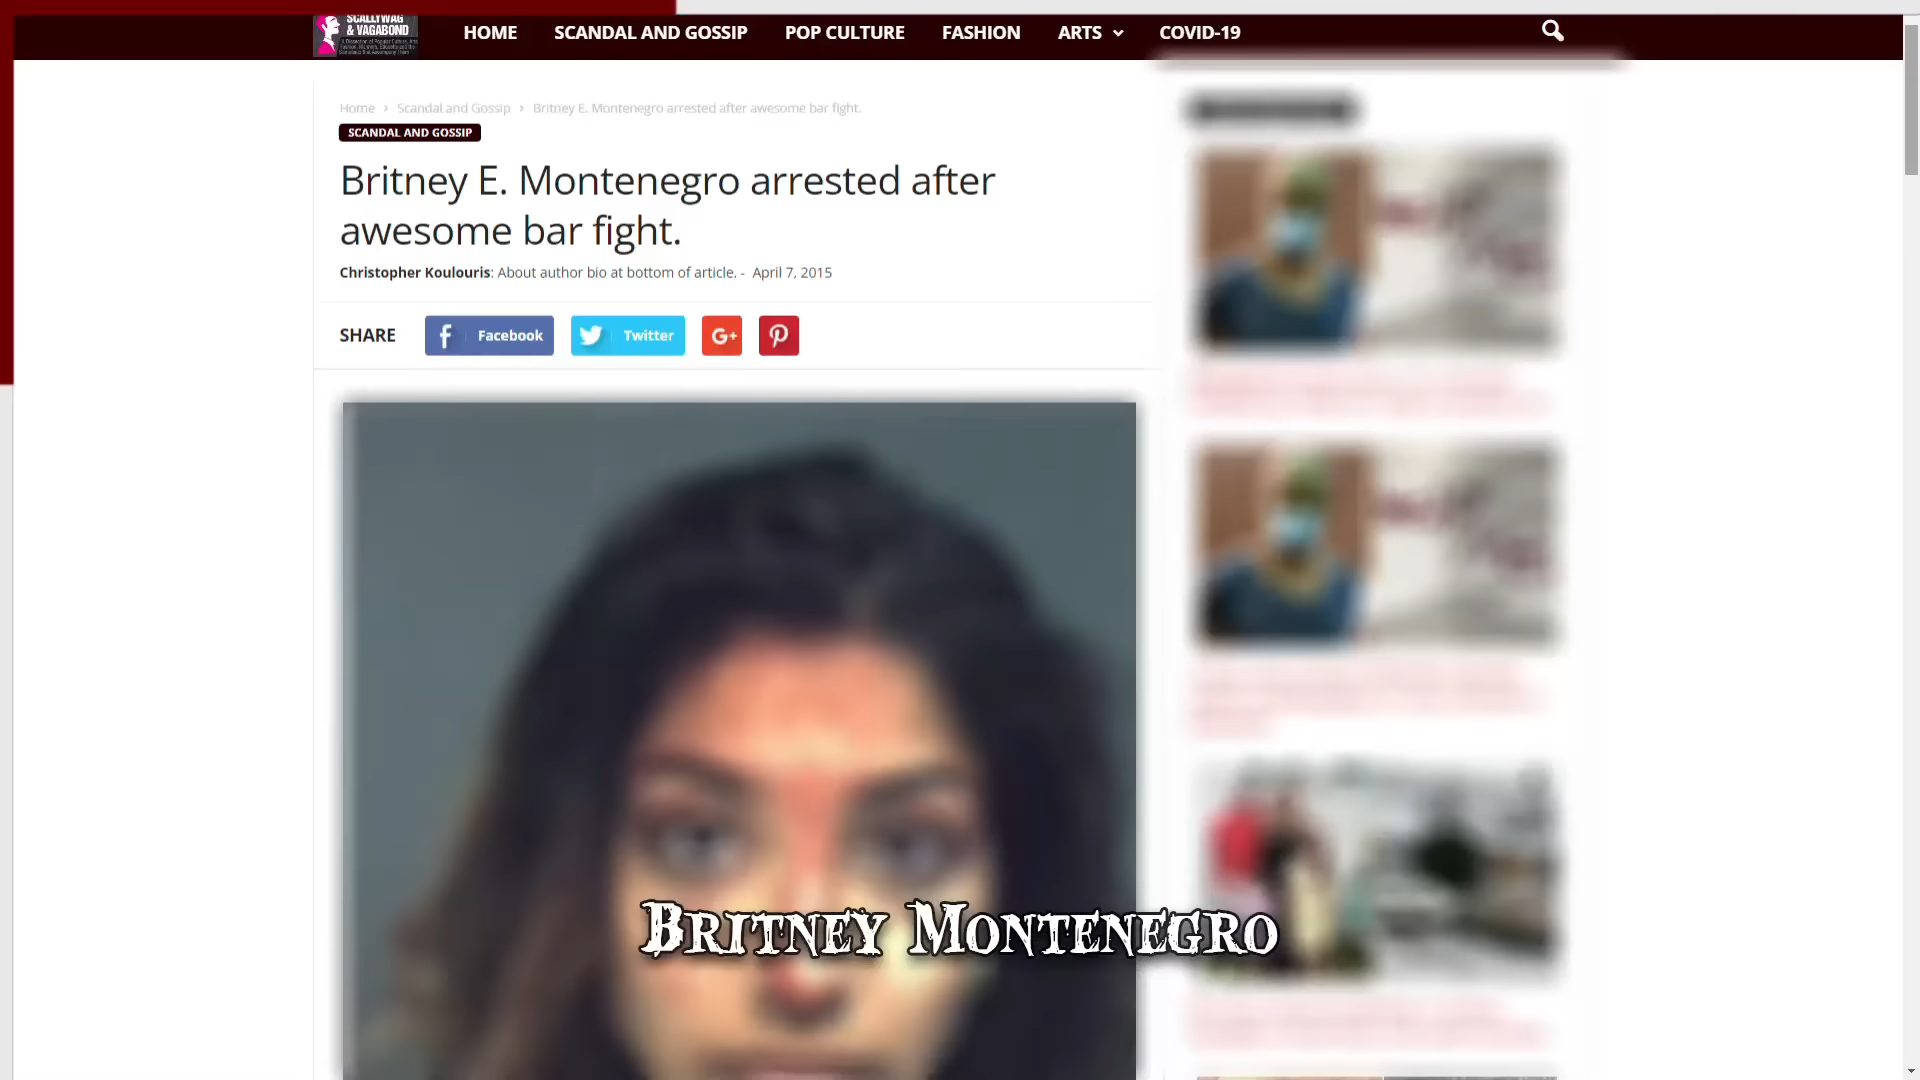 SCALLYWAG
& VAGABOND
HOME SCANDAL AND GOSSIP POP CULTURE FASHION ARTS COVID-19
Home › Scandal and Gossip › Britney E. Montenegro arrested after awesome bar fight.
SCANDAL AND GOSSIP
Britney E. Montenegro arrested after
awesome bar fight.
Christopher Koulouris: About author bio at bottom of article. - April 7, 2015
SHARE Facebook Twitter G+
BRITNEY MONTENEGRO